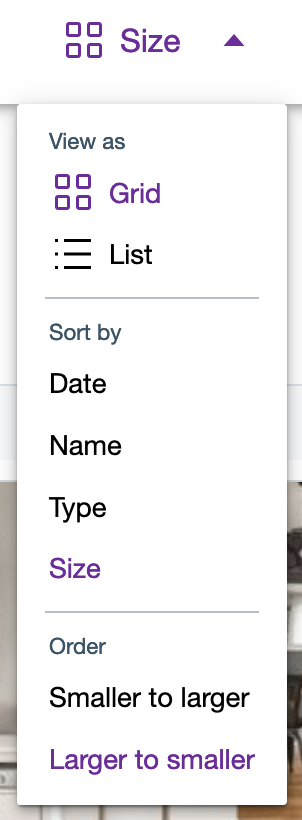 Size
View as
Grid
List
Sort by
Date
Name
Type
Size
Order
Smaller to larger
Larger to smaller